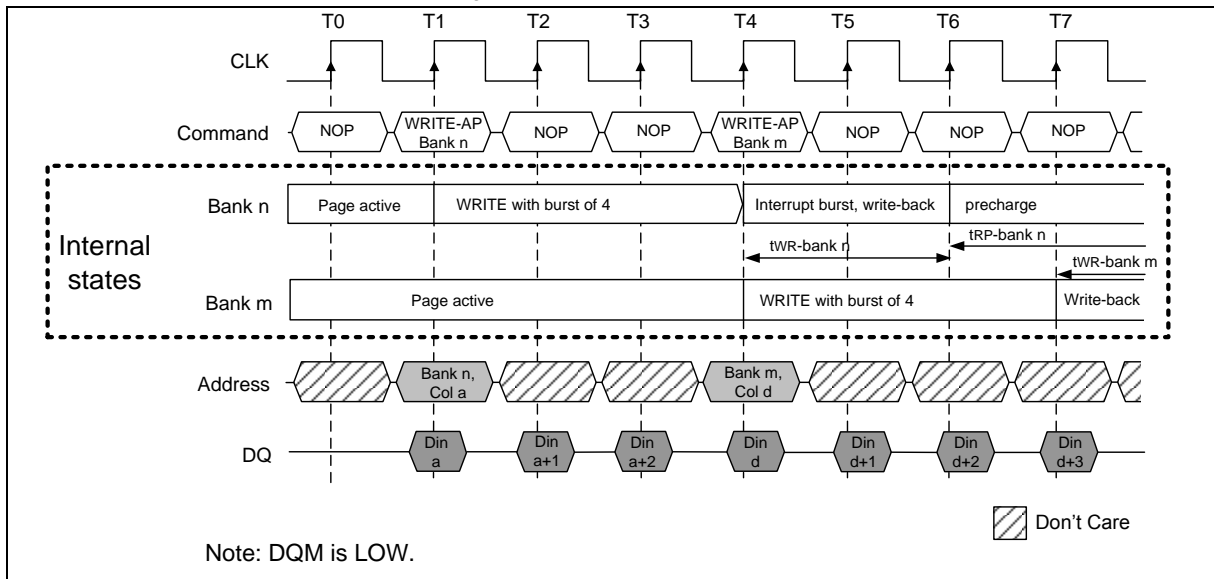 T0 T1 T2 T3 T4 T5 T6 T7
CLK
Command NOP WRITE-AP Bank n NOP NOP WRITE-AP Bank m NOP NOP NOP
Internal states
Bank n Page active WRITE with burst of 4 Interrupt burst, write-back precharge
tWR-bank n tRP-bank n
tWR-bank m
Bank m Page active WRITE with burst of 4 Write-back
Address Bank n, Col a Bank m, Col d
DQ Din a Din a+1 Din a+2 Din d Din d+1 Din d+2 Din d+3
Don't Care
Note: DQM is LOW.